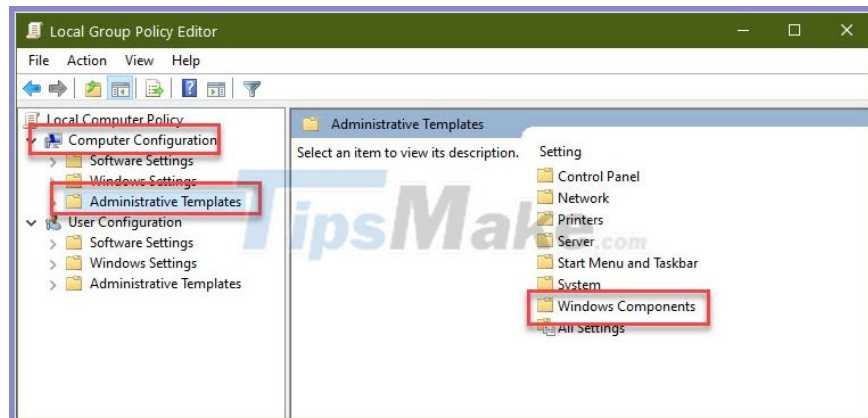 Local Group Policy Editor
File Action View Help
Local Computer Policy
Computer Configuration
Software Settings
Windows Settings
Administrative Templates
User Configuration
Software Settings
Windows Settings
Administrative Templates
Administrative Templates
Select an item to view its description.
Setting
Control Panel
Network
Printers
Server
Start Menu and Taskbar
System
Windows Components
All Settings
TipsMake.com